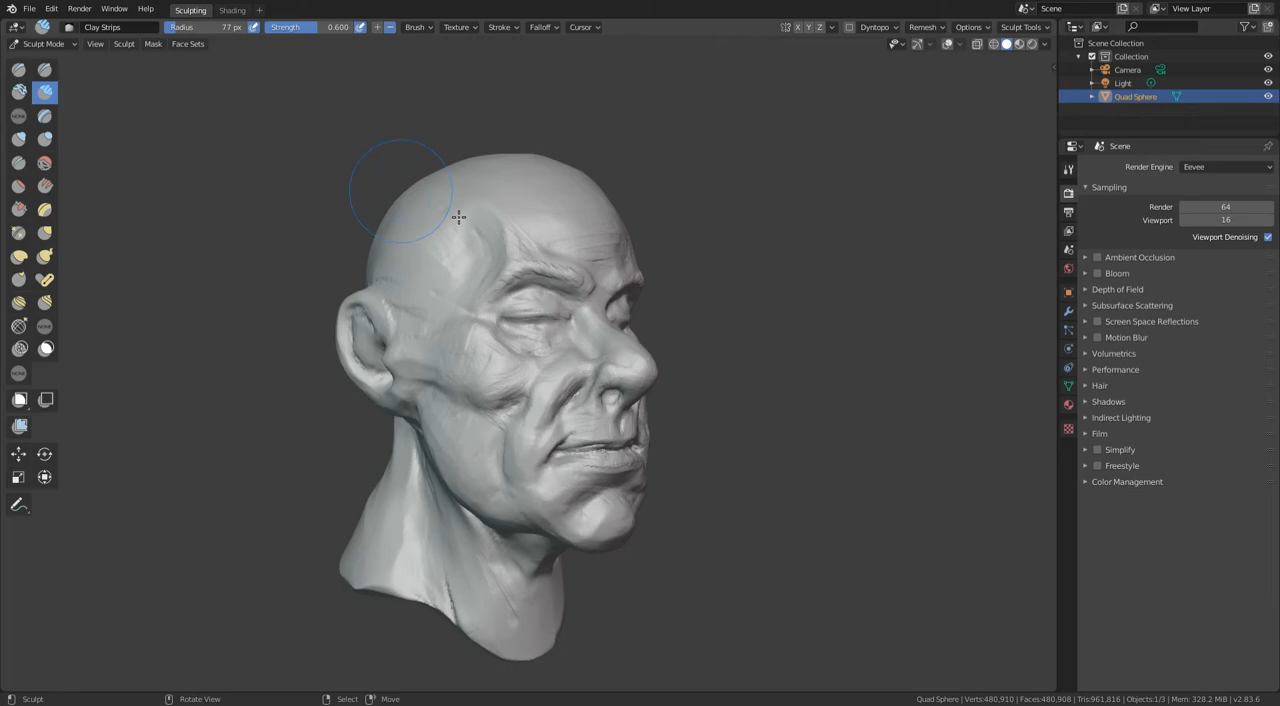 File Edit Render Window Help Sculpting Shading + Scene View Layer
Clay Strips Radius 77 px Strength 0.600 + − Brush Texture Stroke Falloff Cursor X Y Z Dyntopo Remesh Options Sculpt Tools
Sculpt Mode View Sculpt Mask Face Sets
Scene Collection
Collection
Camera
Light
Quad Sphere
Scene
Render Engine Eevee
Sampling
Render 64
Viewport 16
Viewport Denoising
Ambient Occlusion
Bloom
Depth of Field
Subsurface Scattering
Screen Space Reflections
Motion Blur
Volumetrics
Performance
Hair
Shadows
Indirect Lighting
Film
Simplify
Freestyle
Color Management
NONE
NONE
NONE
Sculpt Rotate View Select Move Quad Sphere | Verts:480,910 | Faces:480,908 | Tris:961,816 | Objects:1/3 | Mem: 328.2 MiB | v2.83.6